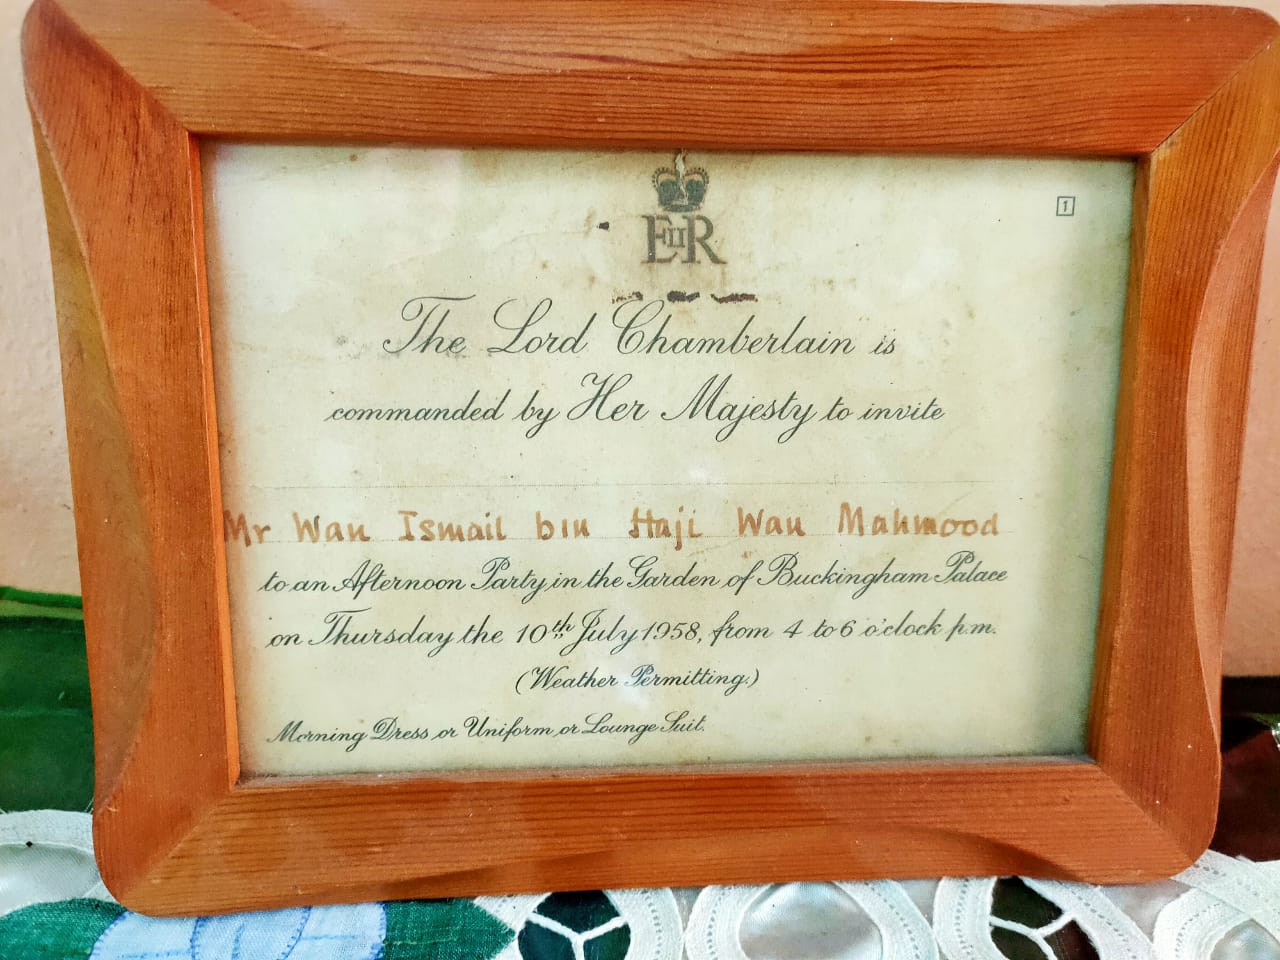 E II R
1
The Lord Chamberlain is
commanded by Her Majesty to invite
Mr Wan Ismail bin Haji Wan Mahmood
to an Afternoon Party in the Garden of Buckingham Palace
on Thursday the 10th July 1958, from 4 to 6 o'clock p.m.
(Weather Permitting.)
Morning Dress or Uniform or Lounge Suit.